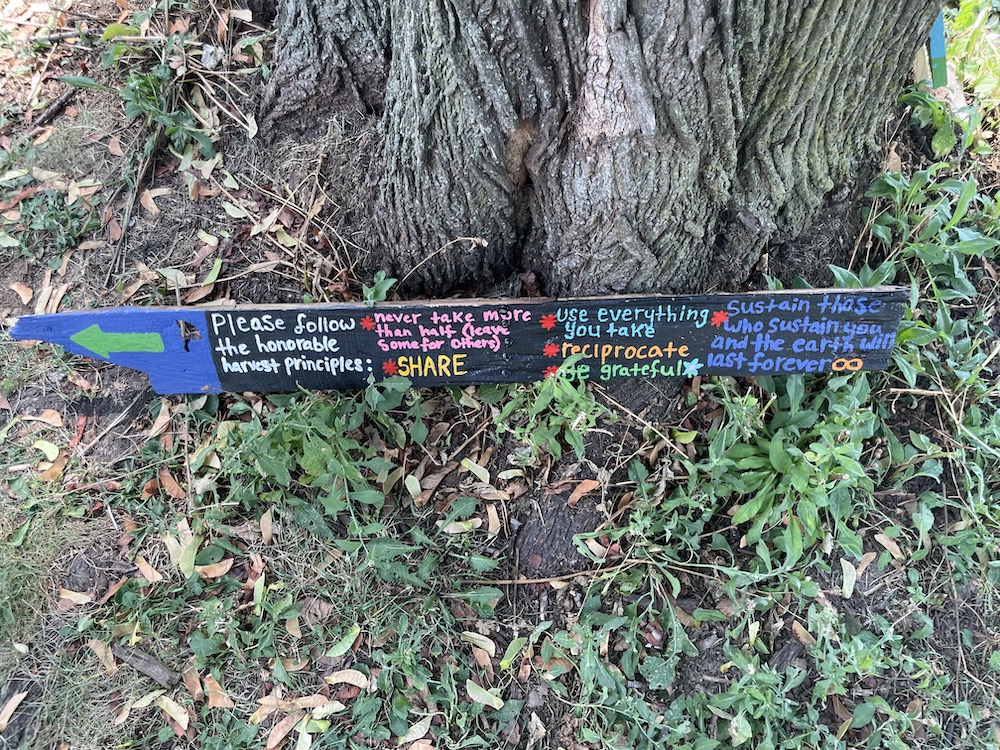 Please follow
the honorable
harvest principles:
*never take more
than half (leave
some for others)
*SHARE
*use everything
you take
*reciprocate
*be grateful*
*sustain those
who sustain you
and the earth will
last forever ∞